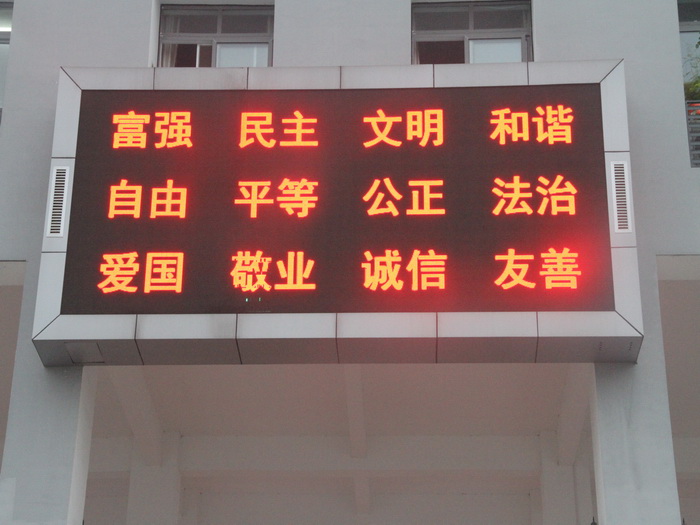 富强 民主 文明 和谐
自由 平等 公正 法治
爱国 敬业 诚信 友善